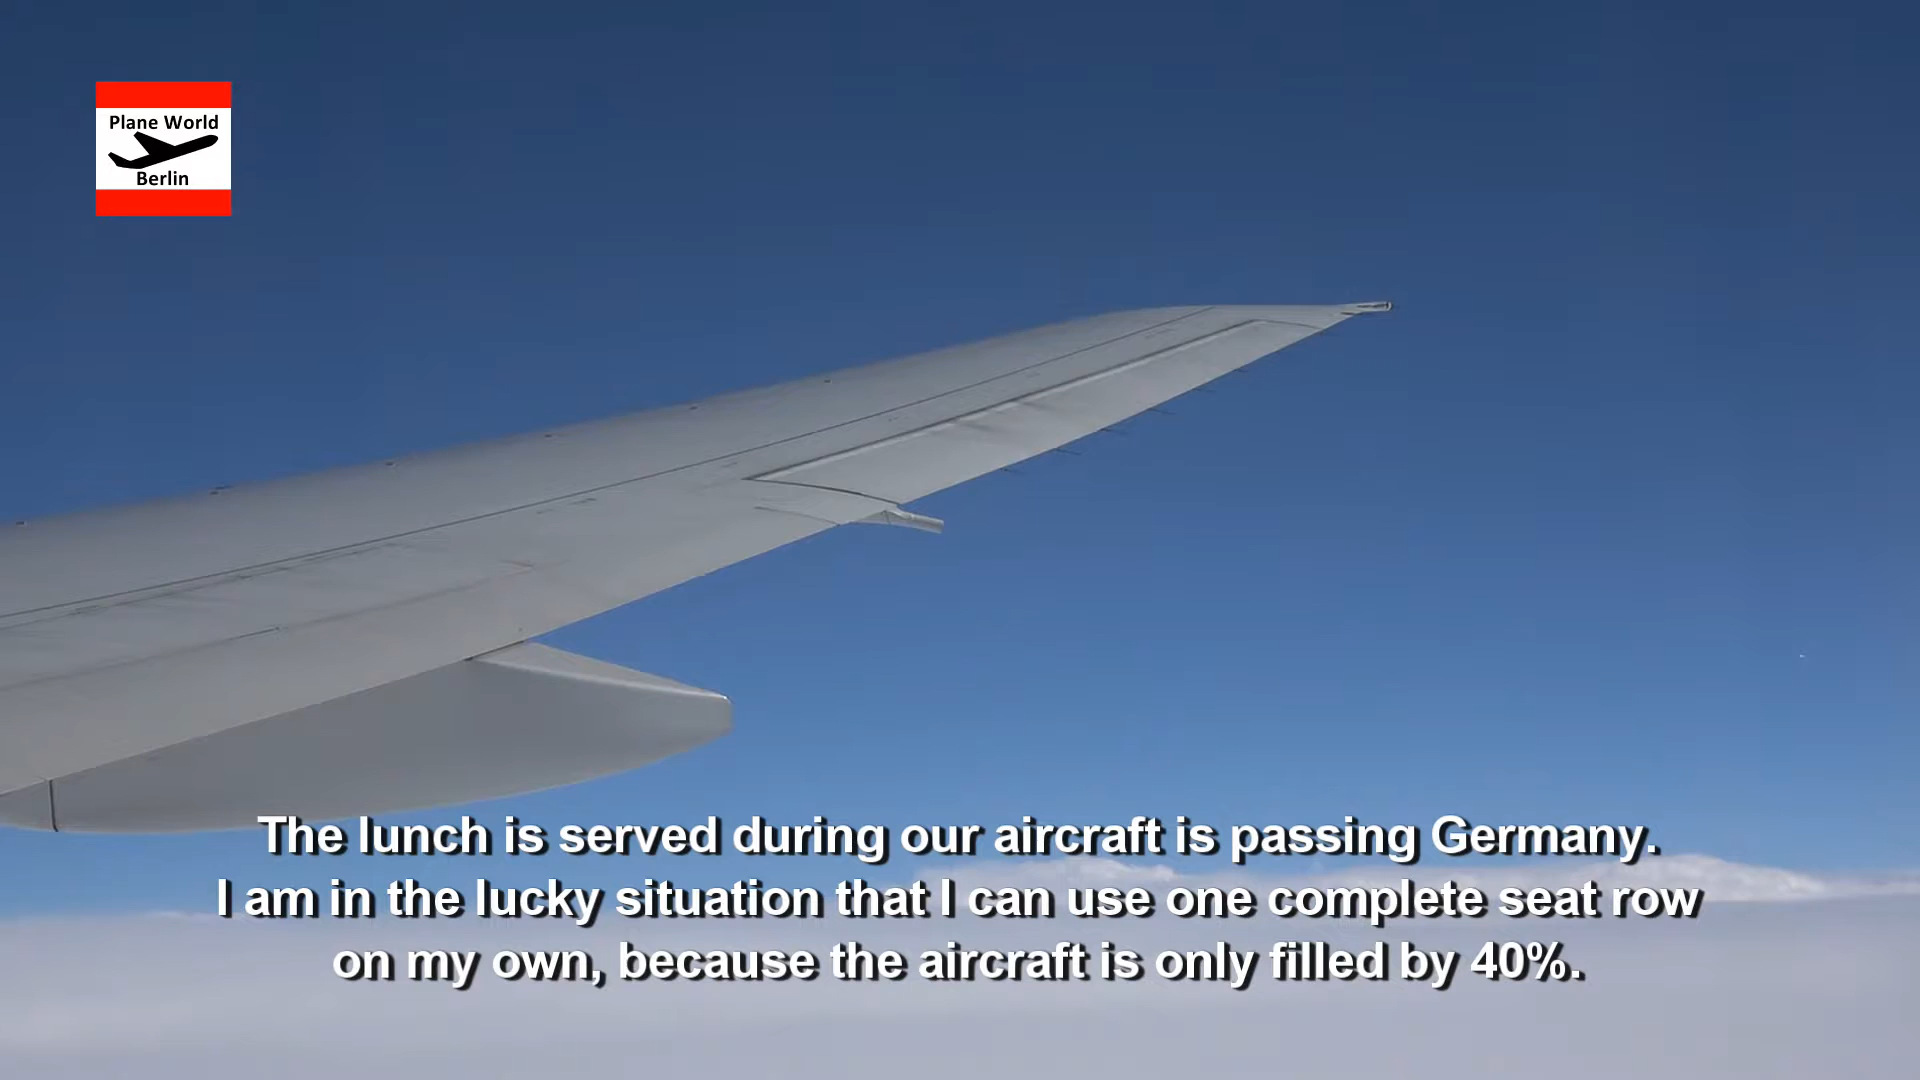 Plane World
Berlin
The lunch is served during our aircraft is passing Germany.
I am in the lucky situation that I can use one complete seat row
on my own, because the aircraft is only filled by 40%.